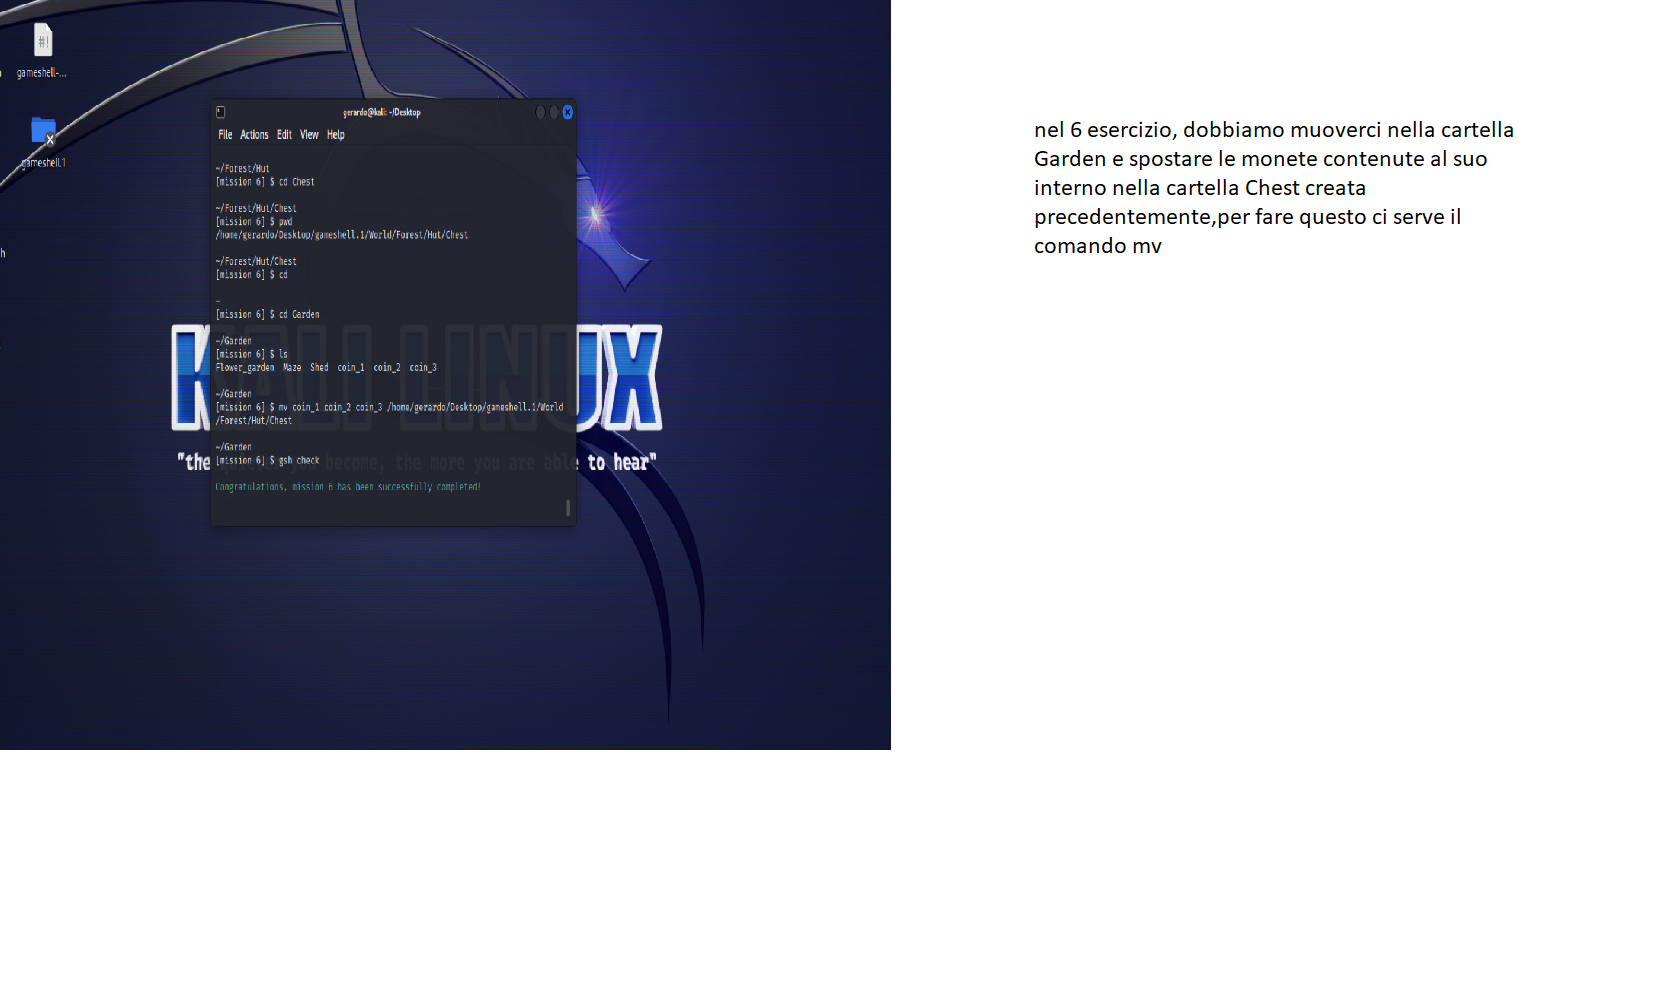 #!
gameshell-...
gameshell.1
h
gerardo@kali: ~/Desktop
File Actions Edit View Help
~/Forest/Hut
[mission 6] $ cd Chest
~/Forest/Hut/Chest
[mission 6] $ pwd
/home/gerardo/Desktop/gameshell.1/World/Forest/Hut/Chest
~/Forest/Hut/Chest
[mission 6] $ cd
~
[mission 6] $ cd Garden
~/Garden
[mission 6] $ ls
Flower_garden Maze Shed coin_1 coin_2 coin_3
~/Garden
[mission 6] $ mv coin_1 coin_2 coin_3 /home/gerardo/Desktop/gameshell.1/World
/Forest/Hut/Chest
~/Garden
[mission 6] $ gsh check
Congratulations, mission 6 has been successfully completed!
KALI LINUX
"the quieter you become, the more you are able to hear"
nel 6 esercizio, dobbiamo muoverci nella cartella
Garden e spostare le monete contenute al suo
interno nella cartella Chest creata
precedentemente,per fare questo ci serve il
comando mv